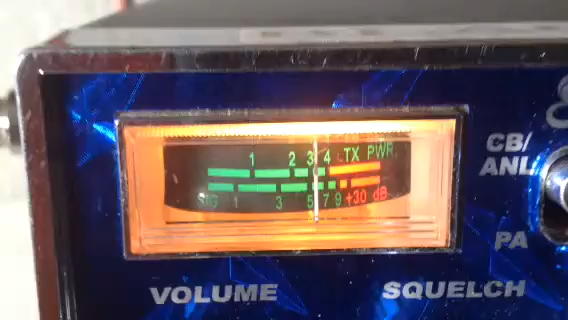 1 2 3 4 TX PWR
SIG 1 3 5 7 9 +30 dB
CB/
ANL
PA
VOLUME SQUELCH